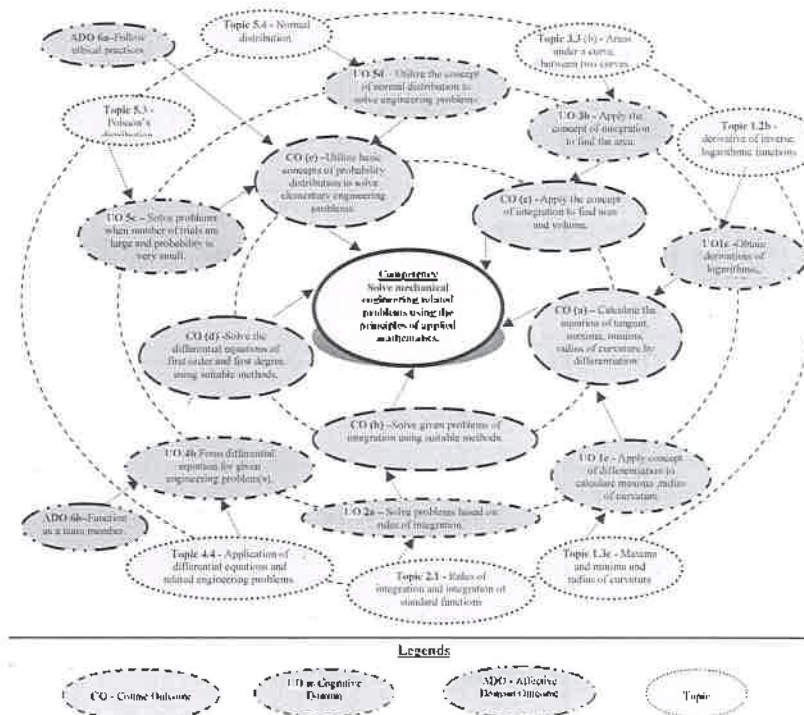 Topic 5.4 - Normal
distribution.
ADO 6a–Follow
ethical practices
Topic 3.3 (b) - Areas
under a curve,
between two curves
UO 5d - Utilize the concept
of normal distribution to
solve engineering problems
Topic 5.3 -
Poisson's
distribution
UO 3b - Apply the
concept of integration
to find the area.
Topic 1.2b -
derivative of inverse
logarithmic functions
CO (e) –Utilize basic
concepts of probability
distribution to solve
elementary engineering
problems.
CO (c) -Apply the concept
of integration to find area
and volume.
UO 5c – Solve problems
when number of trials are
large and probability is
very small.
UO1c –Obtain
derivations of
logarithmic,
Competency
Solve mechanical
engineering related
problems using the
principles of applied
mathematics.
CO (a) – Calculate the
equation of tangent,
maxima, minima,
radius of curvature by
differentiation
CO (d) -Solve the
differential equations of
first order and first degree
using suitable methods.
CO (b) –Solve given problems
of integration using suitable methods.
UO 4b Form differential
equation for given
engineering problem(s).
UO 1e - Apply concept
of differentiation to
calculate maxima ,radius
of curvature
UO 2a – Solve problems based on
rules of integration.
ADO 6b–Function
as a team member.
Topic 4.4 - Application of
differential equations and
related engineering problems.
Topic 2.1 - Rules of
integration and integration of
standard functions
Topic 1.3c - Maxima
and minima and
radius of curvature
Legends
CO - Course Outcome
UO - Cognitive
Domain
ADO - Affective
Domain Outcome
Topic